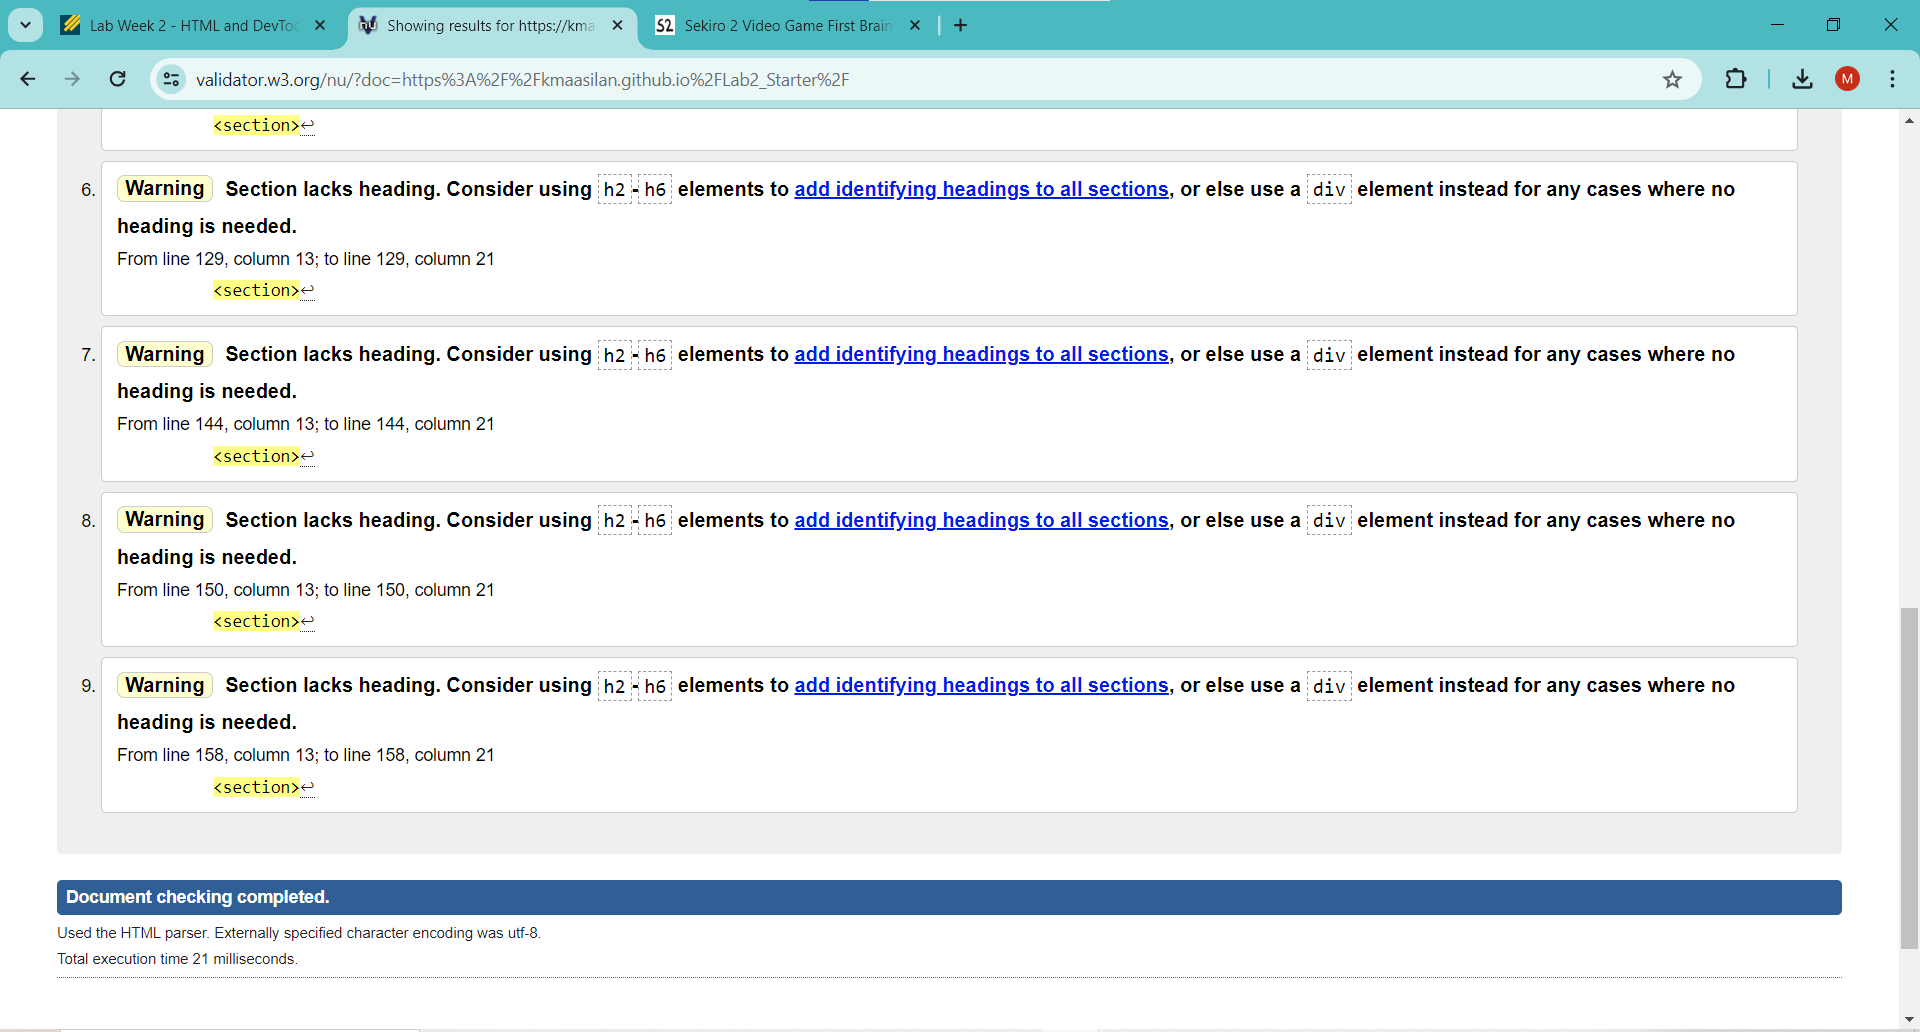 Lab Week 2 - HTML and DevToo
Showing results for https://kma
S2 Sekiro 2 Video Game First Brain
validator.w3.org/nu/?doc=https%3A%2F%2Fkmaasilan.github.io%2FLab2_Starter%2F
M
<section>↩
6. Warning Section lacks heading. Consider using h2-h6 elements to add identifying headings to all sections, or else use a div element instead for any cases where no
heading is needed.
From line 129, column 13; to line 129, column 21
<section>↩
7. Warning Section lacks heading. Consider using h2-h6 elements to add identifying headings to all sections, or else use a div element instead for any cases where no
heading is needed.
From line 144, column 13; to line 144, column 21
<section>↩
8. Warning Section lacks heading. Consider using h2-h6 elements to add identifying headings to all sections, or else use a div element instead for any cases where no
heading is needed.
From line 150, column 13; to line 150, column 21
<section>↩
9. Warning Section lacks heading. Consider using h2-h6 elements to add identifying headings to all sections, or else use a div element instead for any cases where no
heading is needed.
From line 158, column 13; to line 158, column 21
<section>↩
Document checking completed.
Used the HTML parser. Externally specified character encoding was utf-8.
Total execution time 21 milliseconds.